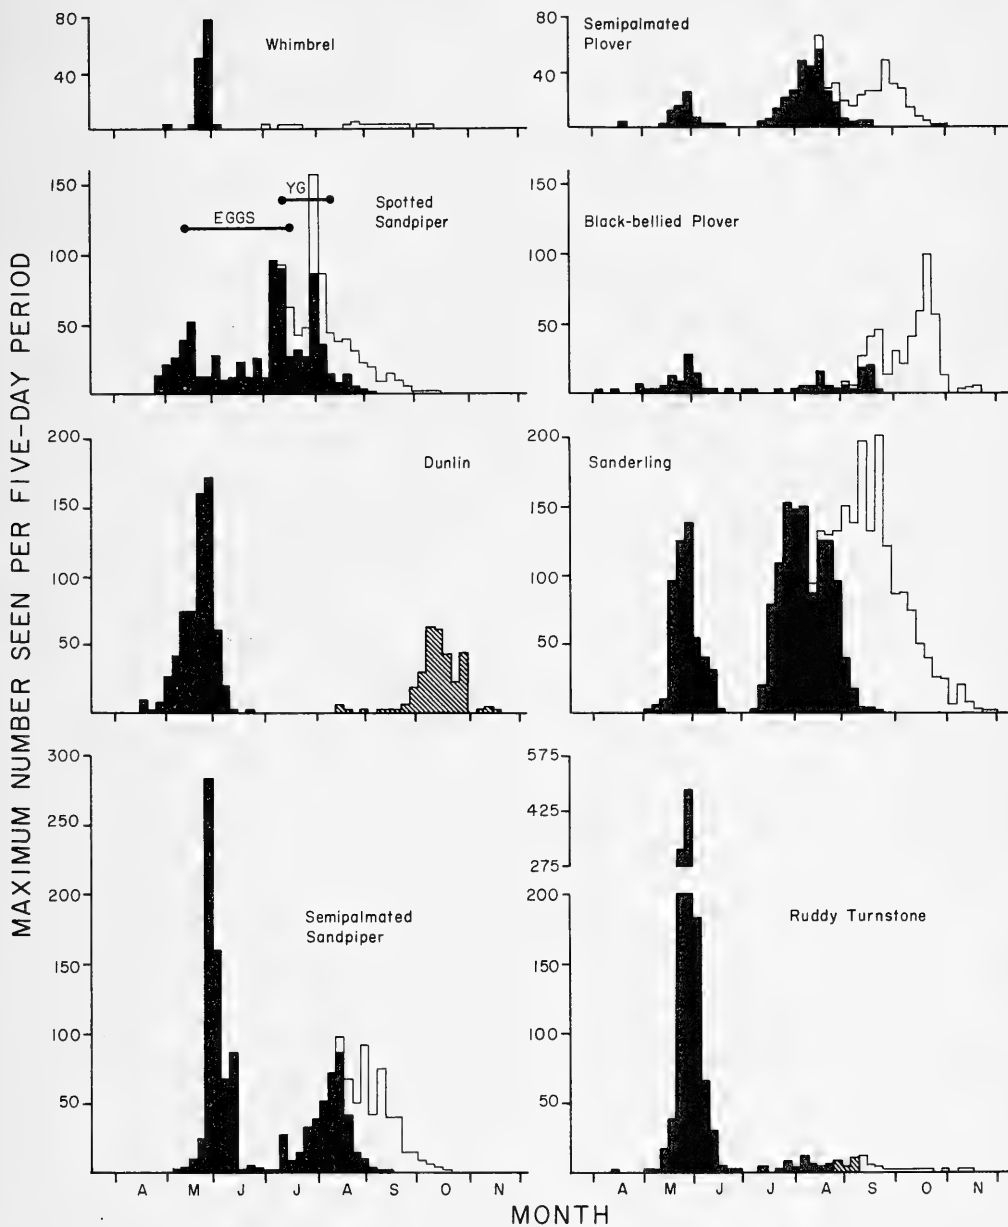 MAXIMUM NUMBER SEEN PER FIVE-DAY PERIOD
80
40
Whimbrel
80
40
Semipalmated
Plover
150
100
50
EGGS
YG
Spotted
Sandpiper
150
100
50
Black-bellied Plover
200
150
100
50
Dunlin
200
150
100
50
Sanderling
300
250
200
150
100
50
Semipalmated
Sandpiper
575
425
275
200
150
100
50
Ruddy Turnstone
A M J J A S O N
A M J J A S O N
MONTH